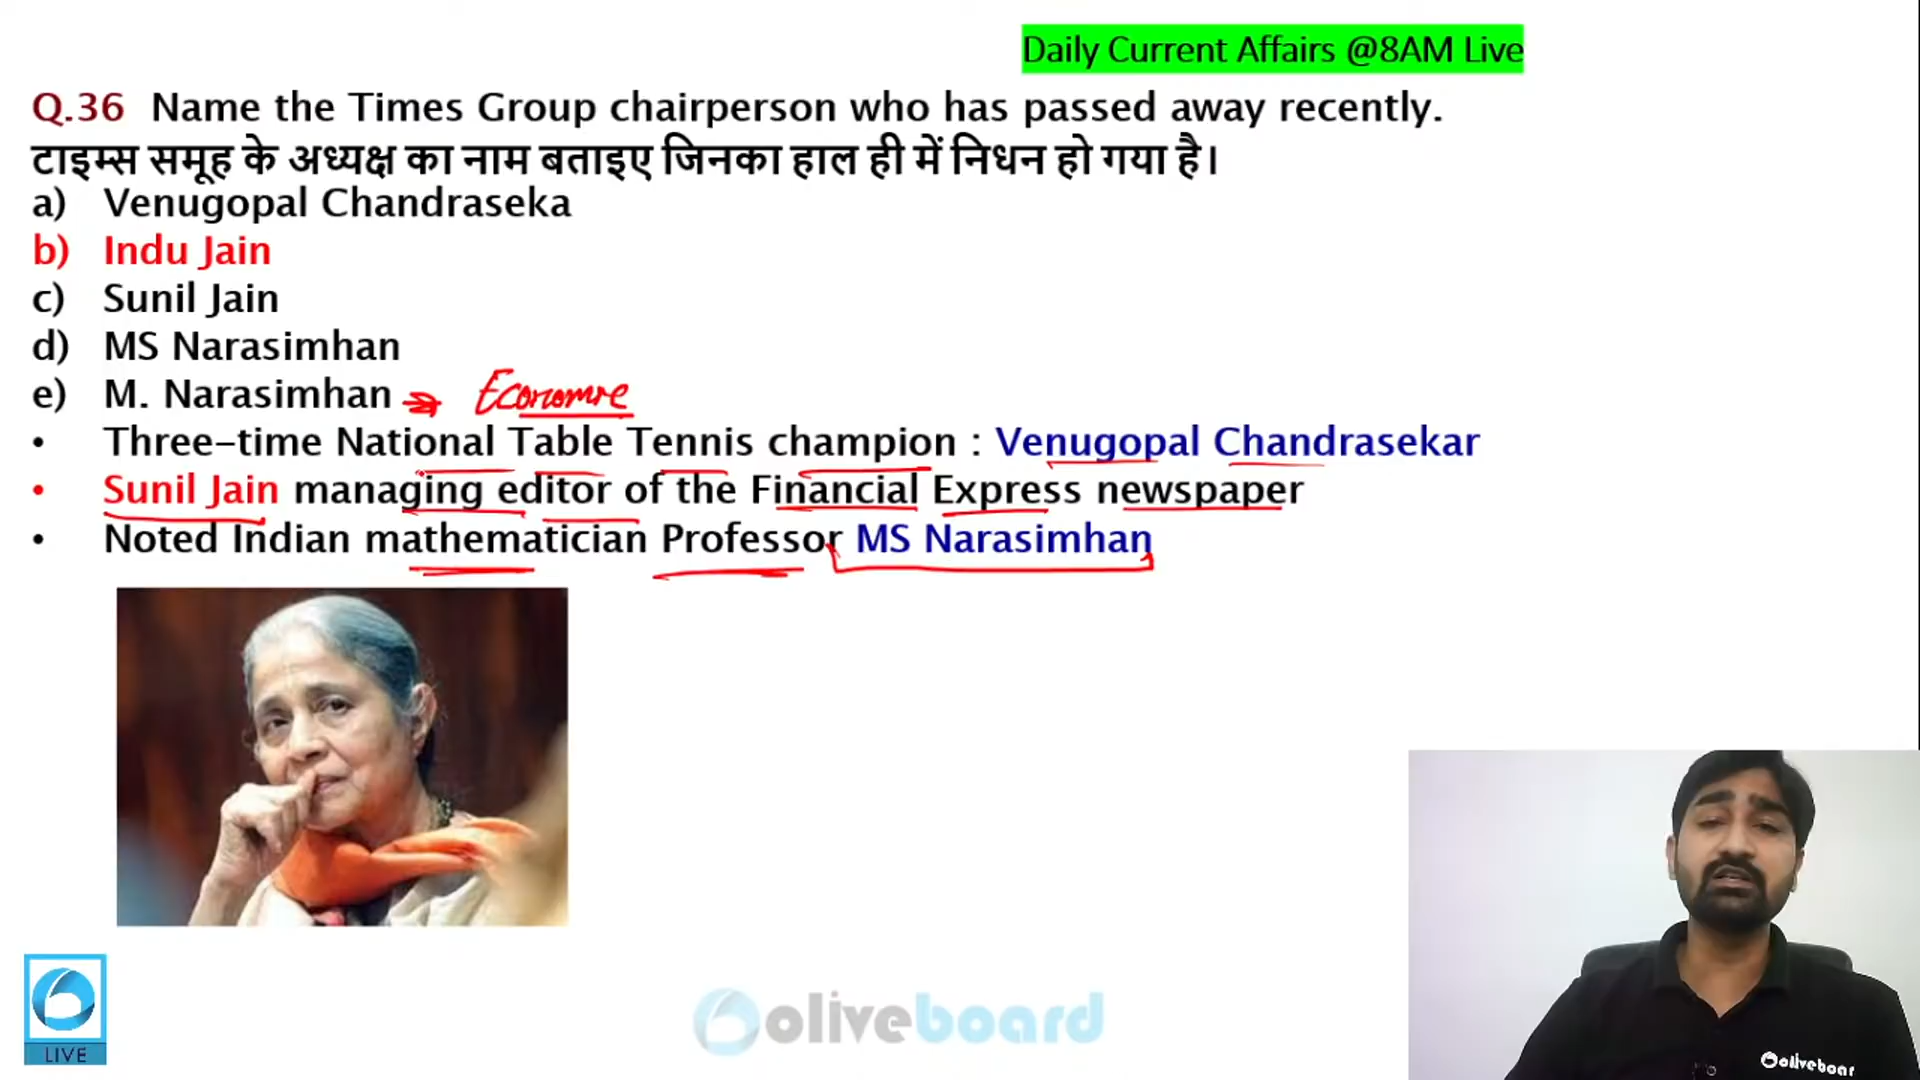 Daily Current Affairs @8AM Live
Q.36 Name the Times Group chairperson who has passed away recently.
टाइम्स समूह के अध्यक्ष का नाम बताइए जिनका हाल ही में निधन हो गया है।
a) Venugopal Chandraseka
b) Indu Jain
c) Sunil Jain
d) MS Narasimhan
e) M. Narasimhan
• Three-time National Table Tennis champion : Venugopal Chandrasekar
• Sunil Jain managing editor of the Financial Express newspaper
• Noted Indian mathematician Professor MS Narasimhan
LIVE
oliveboard
oliveboar